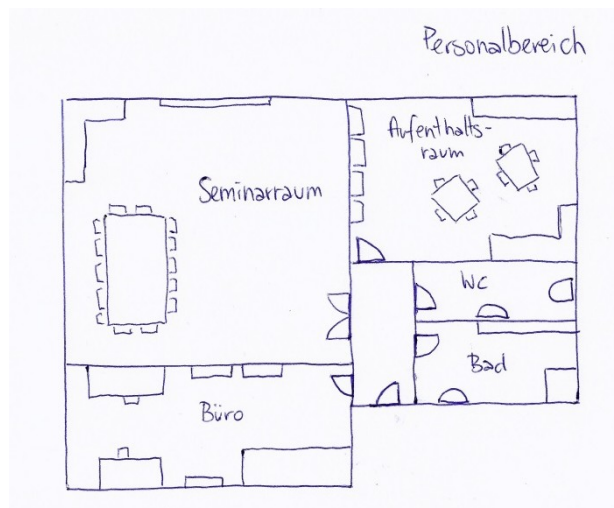 Personalbereich
Aufenthalts-
raum
Seminarraum
WC
Bad
Büro